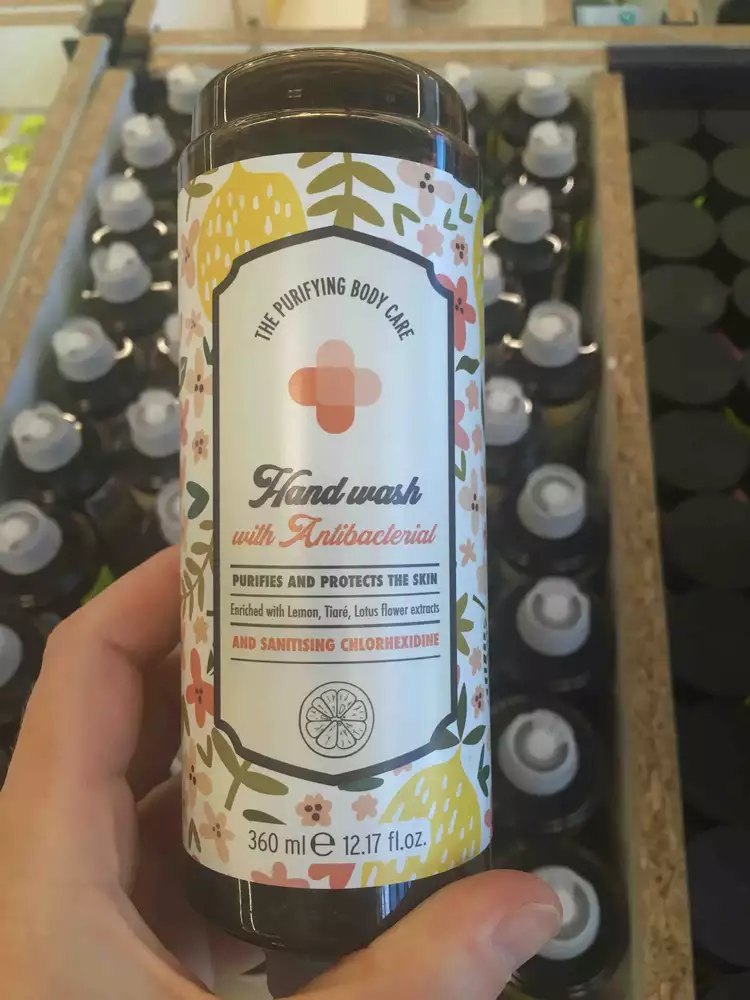 THE PURIFYING BODY CARE
Hand wash
with Antibacterial
PURIFIES AND PROTECTS THE SKIN
Enriched with Lemon, Tiaré, Lotus flower extracts
AND SANITISING CHLORHEXIDINE
360 ml e 12.17 fl.oz.